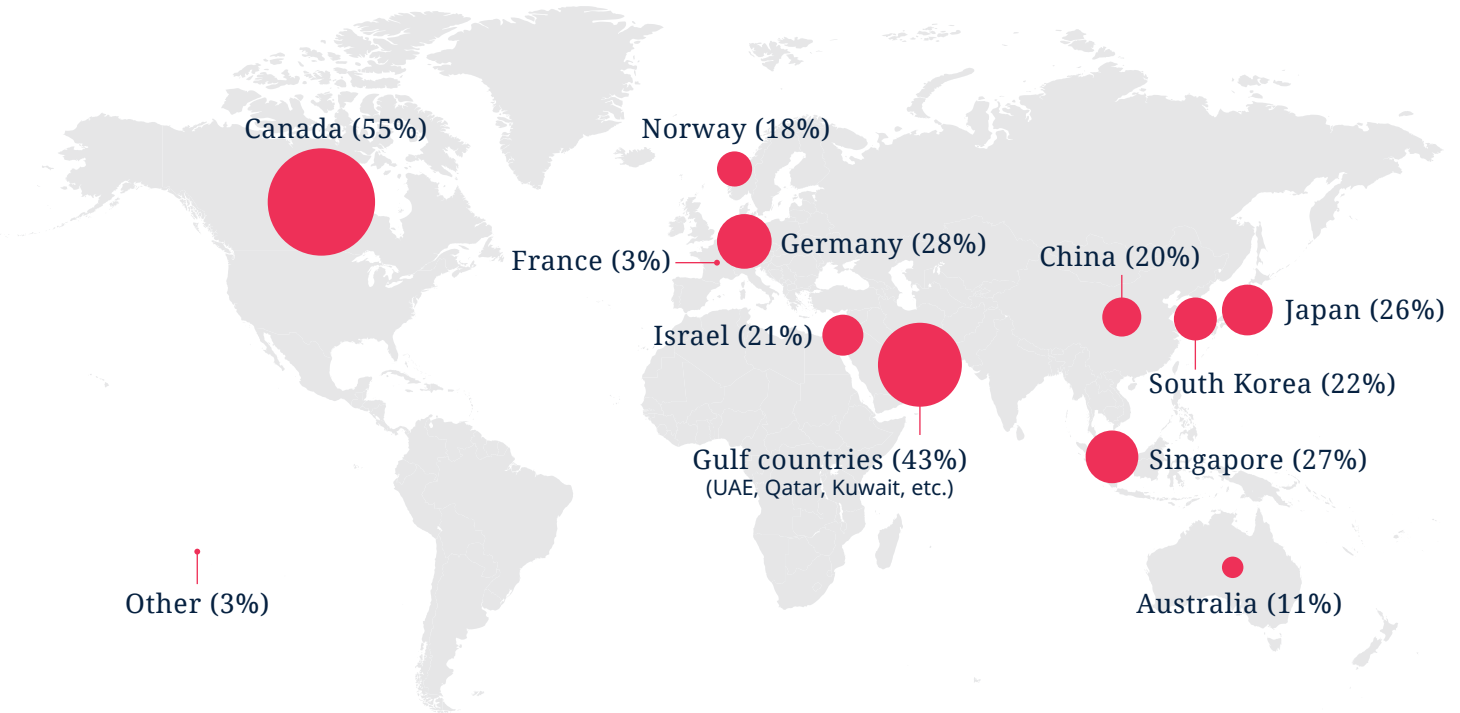 Canada (55%)
Norway (18%)
Germany (28%)
France (3%)
China (20%)
Japan (26%)
Israel (21%)
South Korea (22%)
Gulf countries (43%)
(UAE, Qatar, Kuwait, etc.)
Singapore (27%)
Other (3%)
Australia (11%)